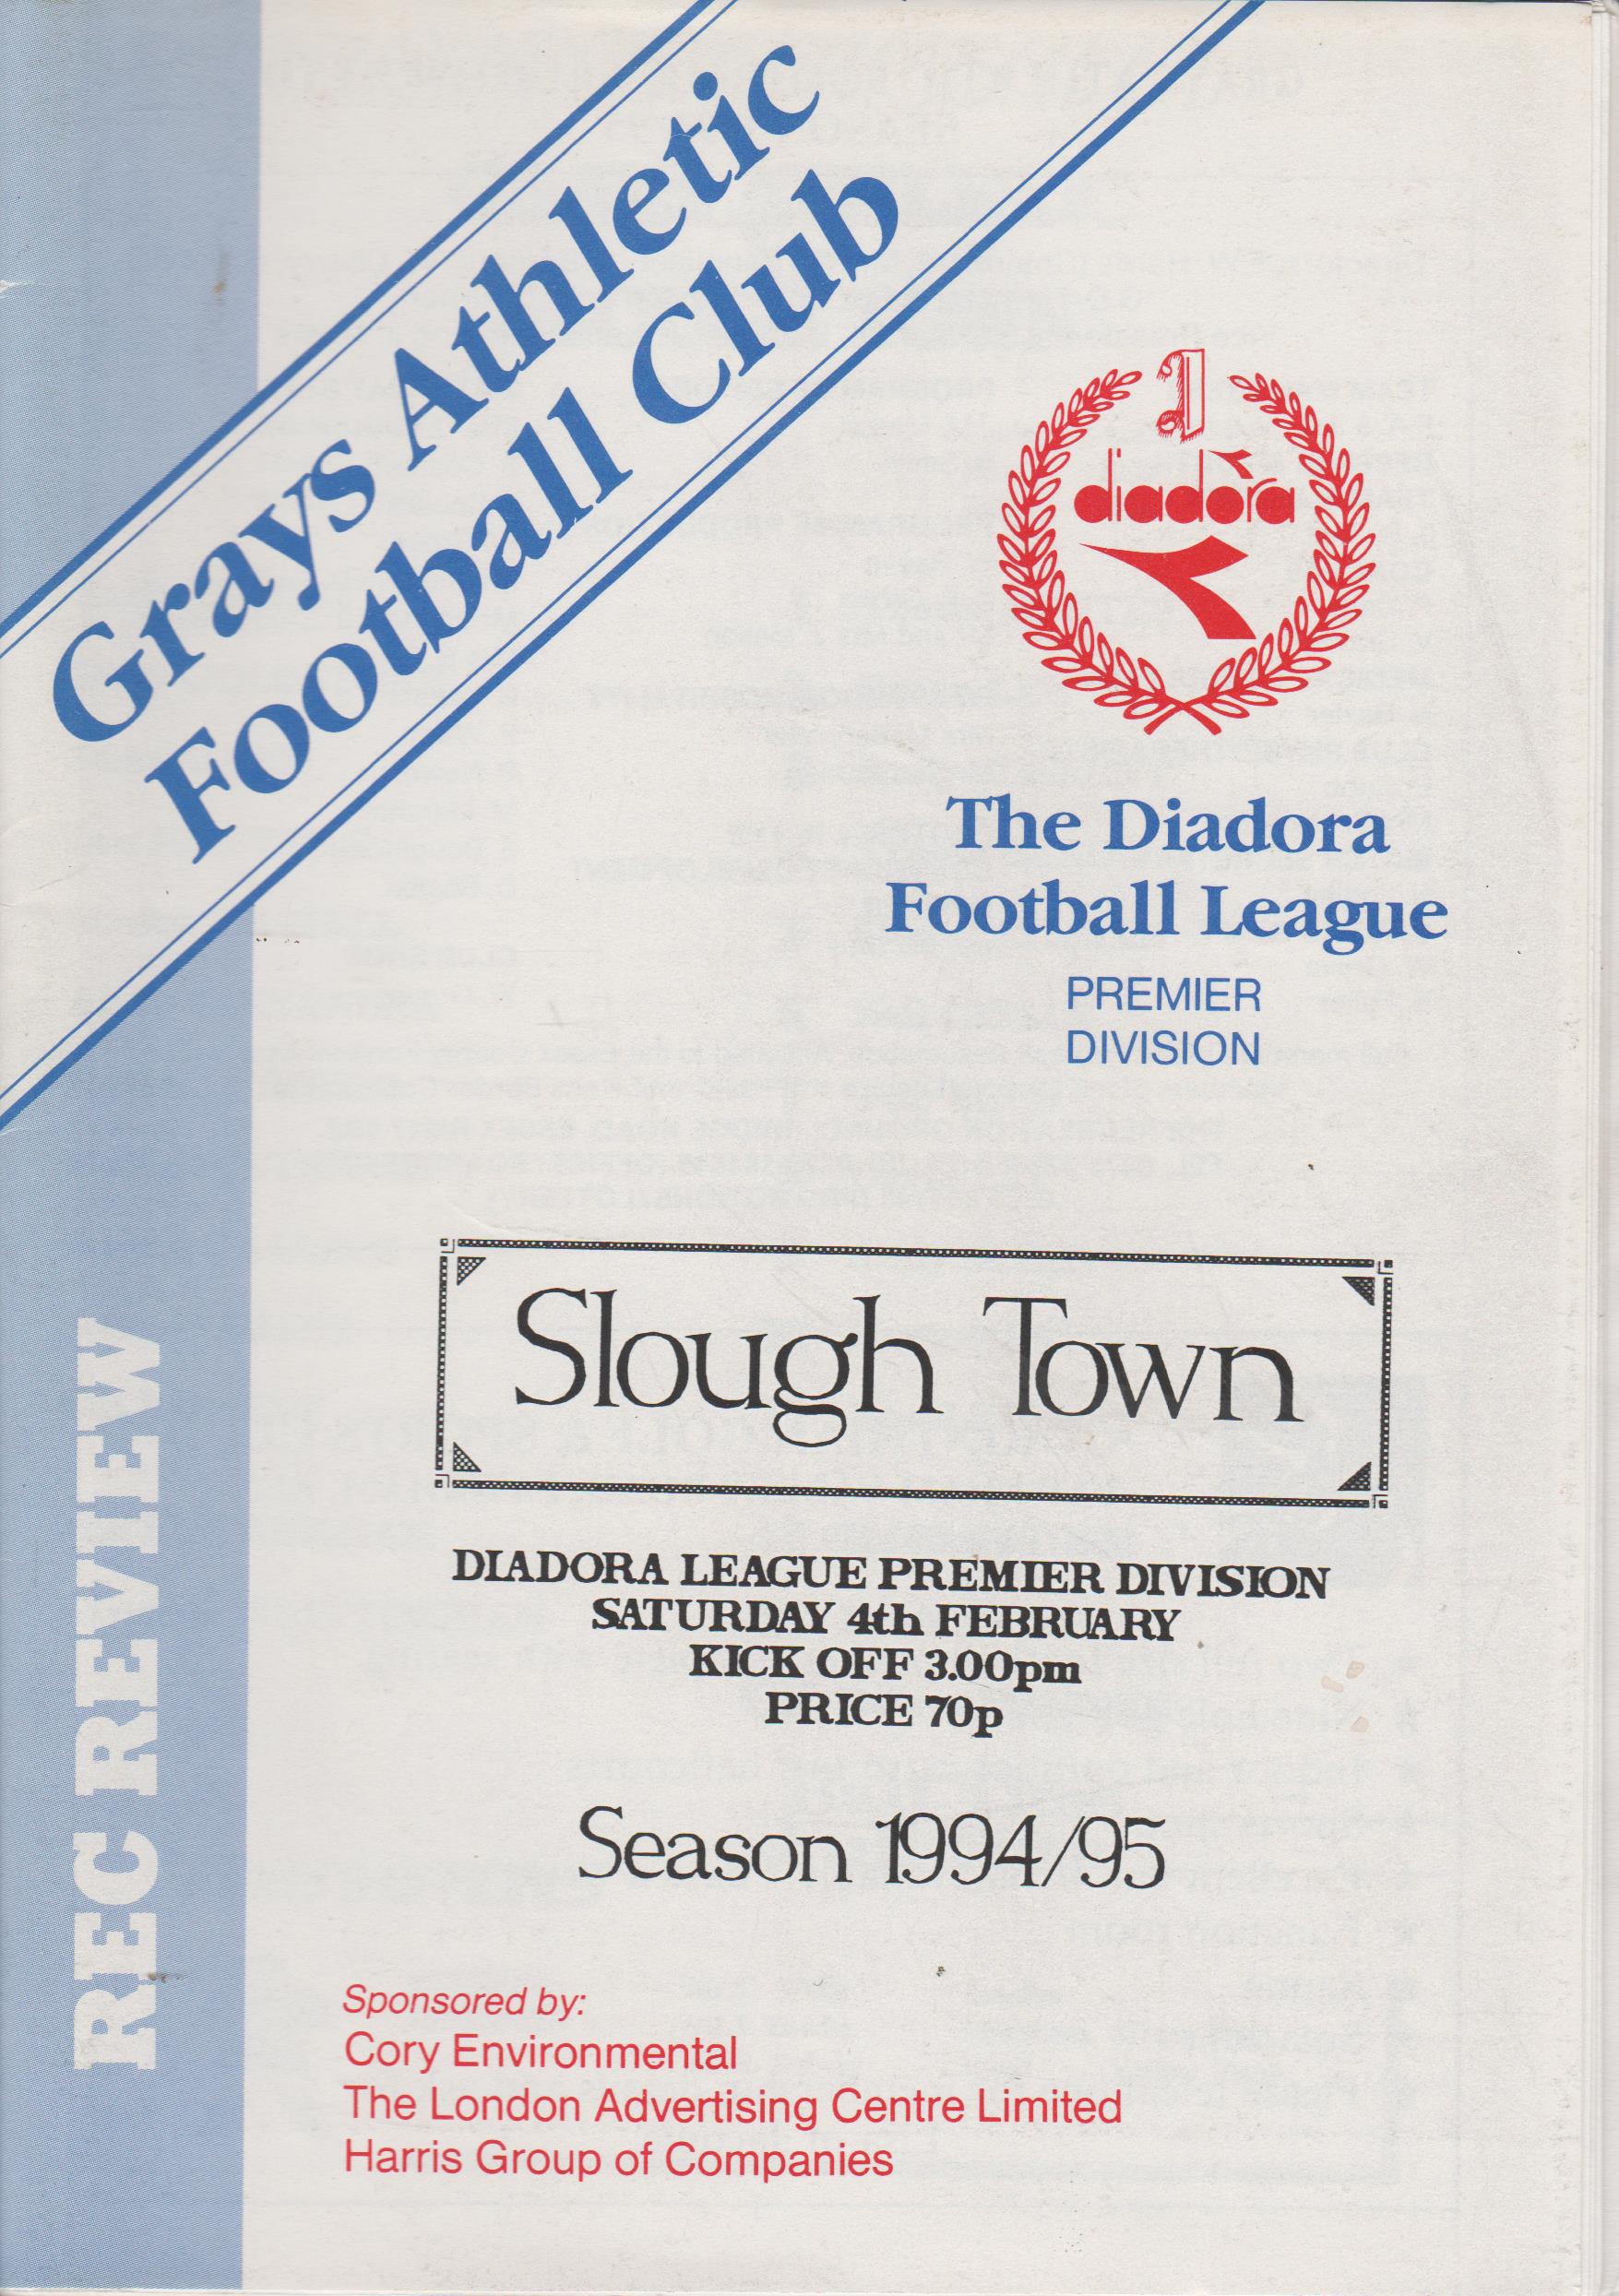 Grays Athletic
Football Club
diadora
The Diadora
Football League
PREMIER
DIVISION
Slough Town
DIADORA LEAGUE PREMIER DIVISION
SATURDAY 4th FEBRUARY
KICK OFF 3.00pm
PRICE 70p
Season 1994/95
REC REVIEW
Sponsored by:
Cory Environmental
The London Advertising Centre Limited
Harris Group of Companies